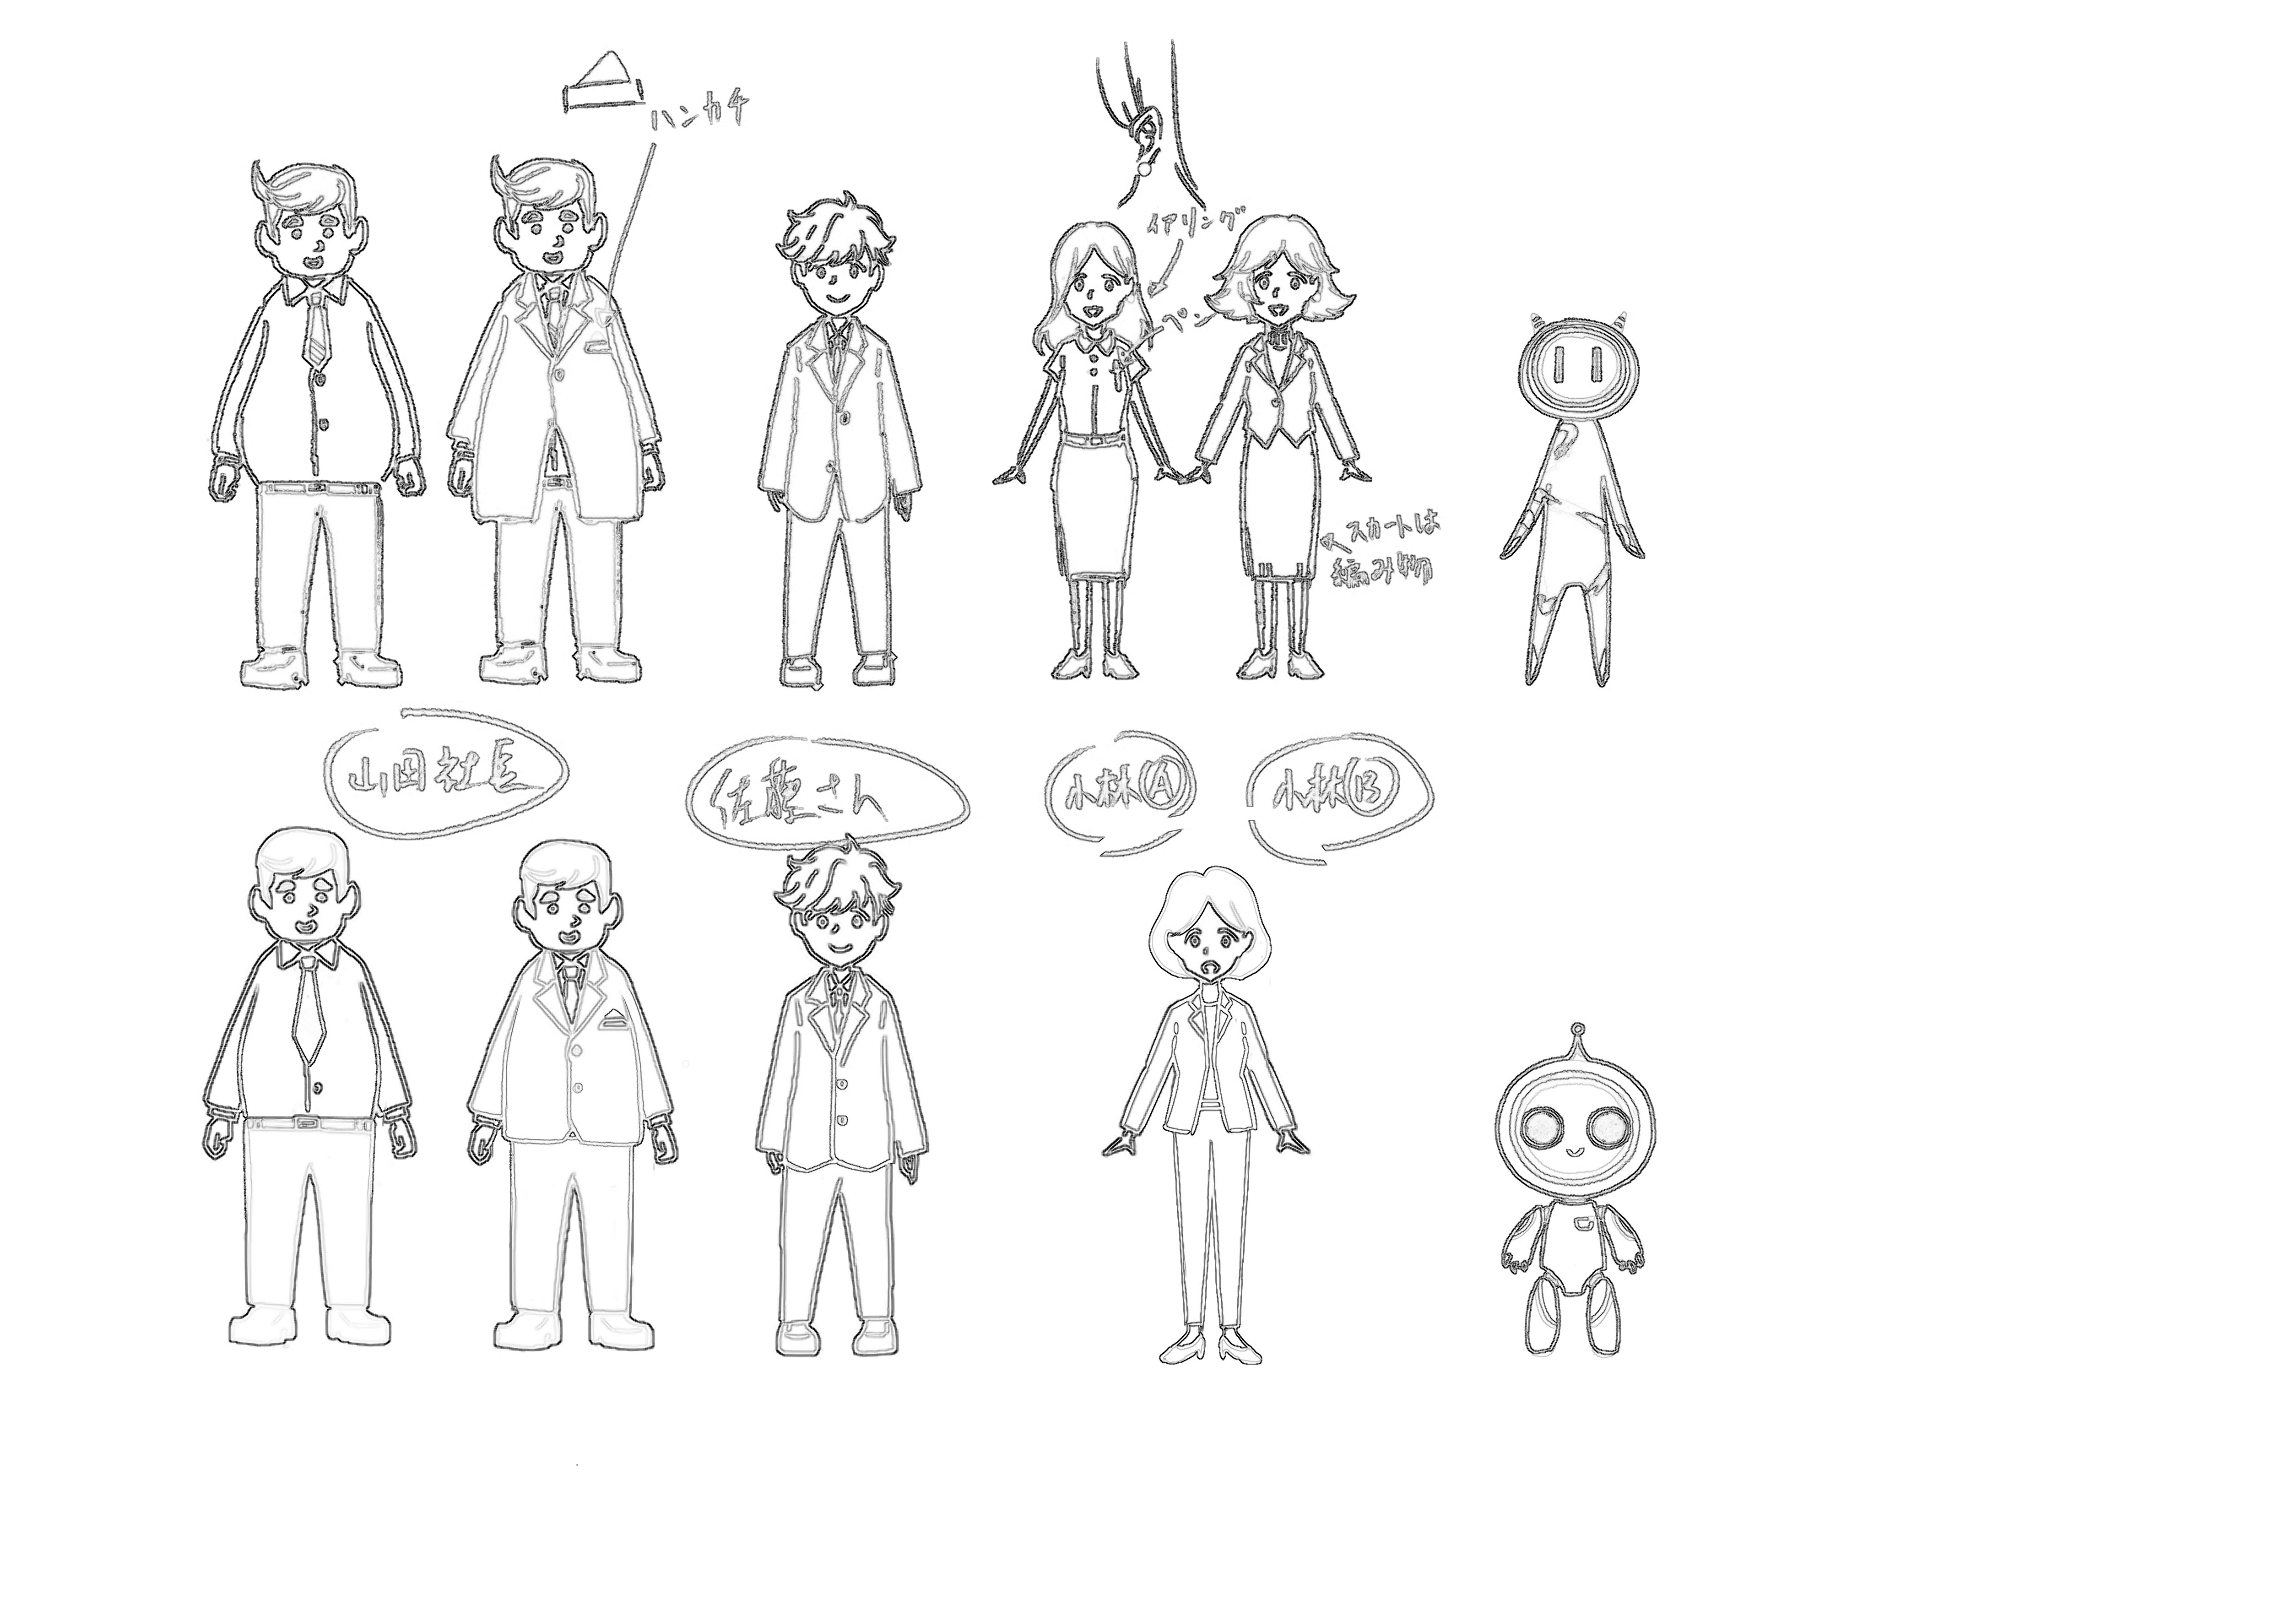 ハンカチ
イアリング
ペン
スカートは
編み物
山田社長
佐藤さん
小林Ⓐ
小林Ⓑ